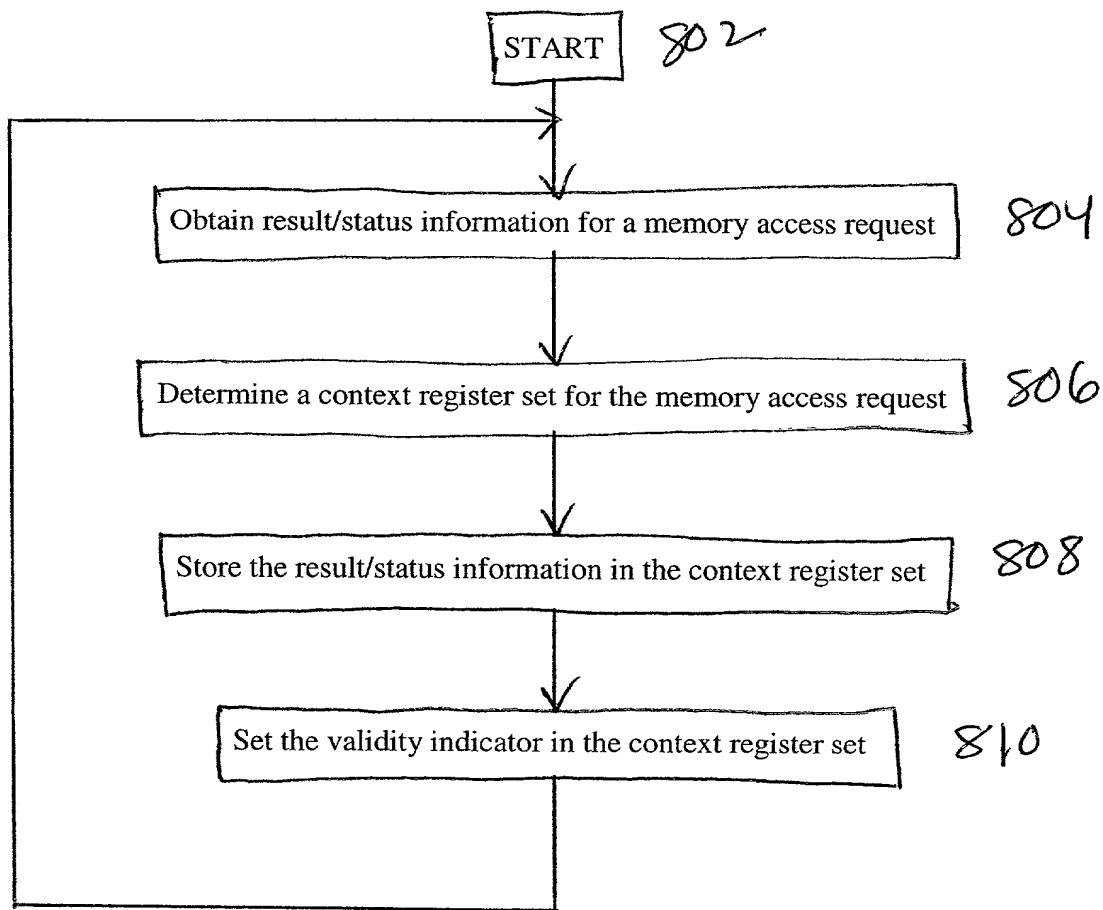 START 802
Obtain result/status information for a memory access request 804
Determine a context register set for the memory access request 806
Store the result/status information in the context register set 808
Set the validity indicator in the context register set 810